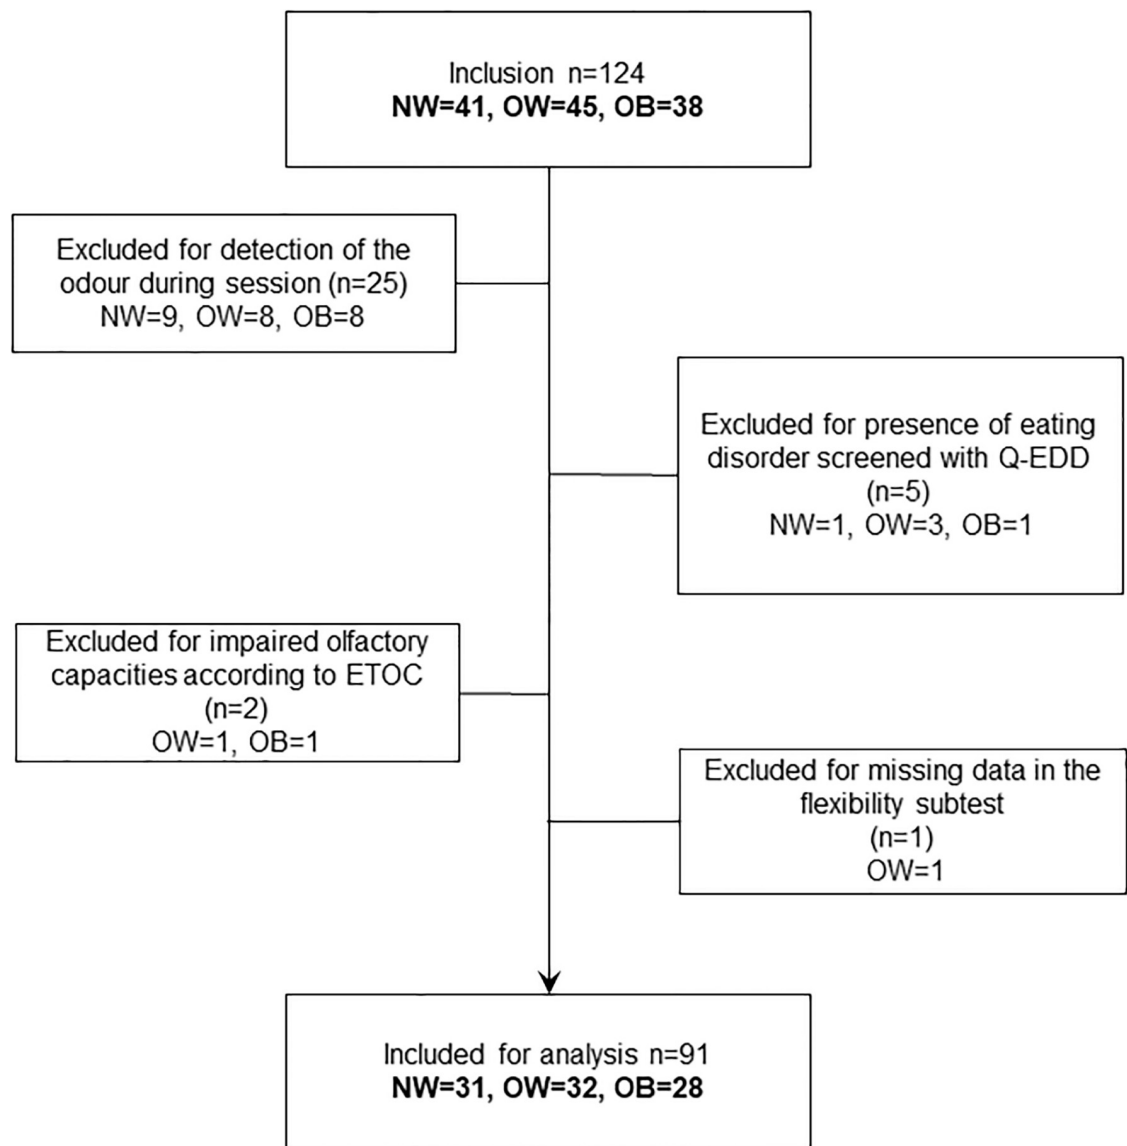 Inclusion n=124
NW=41, OW=45, OB=38
Excluded for detection of the
odour during session (n=25)
NW=9, OW=8, OB=8
Excluded for presence of eating
disorder screened with Q-EDD
(n=5)
NW=1, OW=3, OB=1
Excluded for impaired olfactory
capacities according to ETOC
(n=2)
OW=1, OB=1
Excluded for missing data in the
flexibility subtest
(n=1)
OW=1
Included for analysis n=91
NW=31, OW=32, OB=28